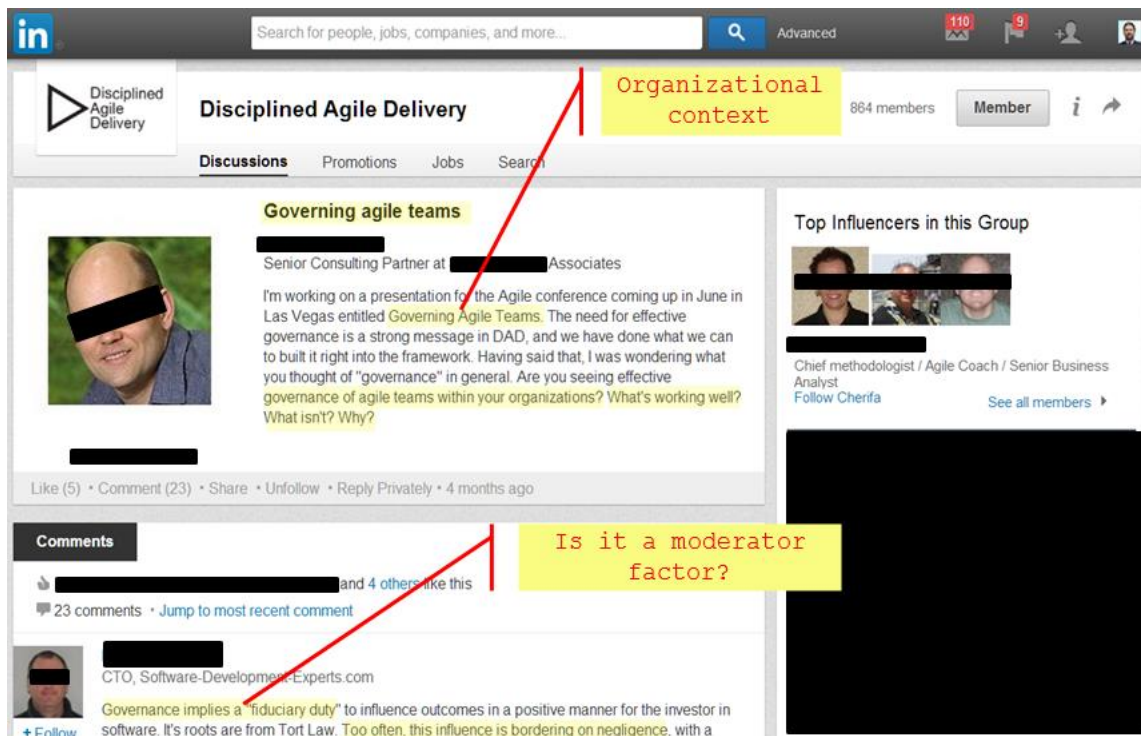 in
Search for people, jobs, companies, and more...
Advanced
110
9
Disciplined
Agile
Delivery
Disciplined Agile Delivery
Organizational
context
864 members
Member
i
Discussions Promotions Jobs Search
Governing agile teams
Senior Consulting Partner at Associates
I'm working on a presentation for the Agile conference coming up in June in
Las Vegas entitled Governing Agile Teams. The need for effective
governance is a strong message in DAD, and we have done what we can
to built it right into the framework. Having said that, I was wondering what
you thought of "governance" in general. Are you seeing effective
governance of agile teams within your organizations? What's working well?
What isn't? Why?
Like (5) • Comment (23) • Share • Unfollow • Reply Privately • 4 months ago
Top Influencers in this Group
Chief methodologist / Agile Coach / Senior Business
Analyst
Follow Cherifa
See all members
Comments
Is it a moderator
factor?
and 4 others like this
23 comments • Jump to most recent comment
CTO, Software-Development-Experts.com
Governance implies a "fiduciary duty" to influence outcomes in a positive manner for the investor in
+ Follow
software. It's roots are from Tort Law. Too often, this influence is bordering on negligence, with a